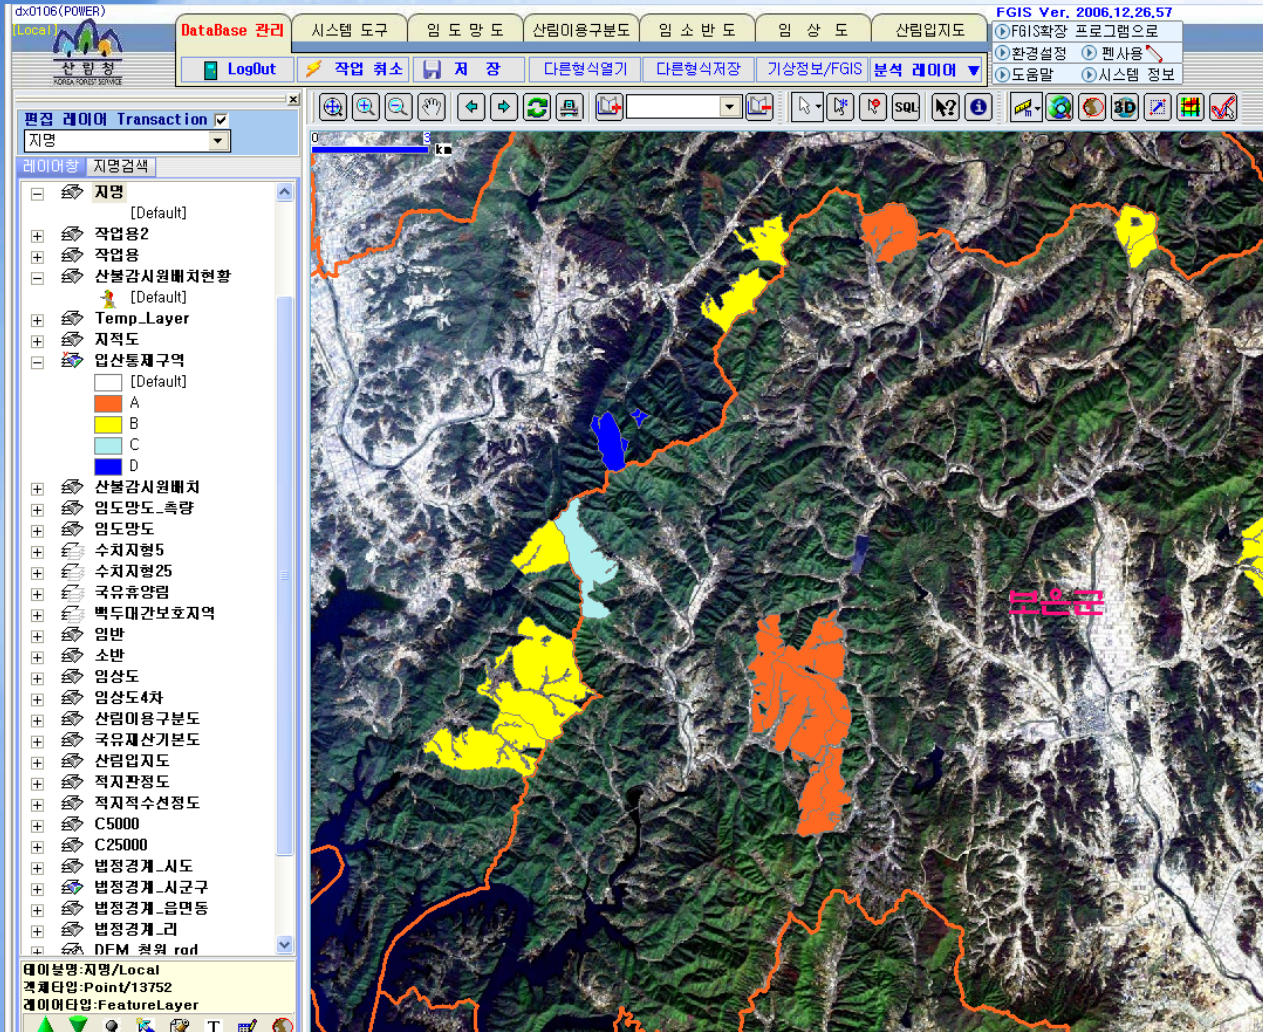 dx0106(POWER)
[Local]
산 림 청
KOREA FOREST SERVICE
DataBase 관리
시스템 도구
임 도 망 도
산림이용구분도
임 소 반 도
임 상 도
산림입지도
FGIS Ver, 2006,12,26,57
FGIS확장 프로그램으로
환경설정
펜사용
도움말
시스템 정보
LogOut
작업 취소
저 장
다른형식열기
다른형식저장
기상정보/FGIS
분석 레이어 ▼
SQL
3D
편집 레이어 Transaction
지명
레이어창
지명검색
지명
[Default]
작업용2
작업용
산불감시원배치현황
[Default]
Temp_Layer
지적도
입산통제구역
[Default]
A
B
C
D
산불감시원배치
임도망도_측량
임도망도
수치지형5
수치지형25
국유휴양림
백두대간보호지역
임반
소반
임상도
임상도4차
산림이용구분도
국유재산기본도
산림입지도
적지판정도
적지적수선정도
C5000
C25000
법정경계_시도
법정경계_시군구
법정경계_읍면동
법정경계_리
DEM_청원_rgd
테이블명:지명/Local
객체타입:Point/13752
레이어타입:FeatureLayer
T
0 3
km
보은군